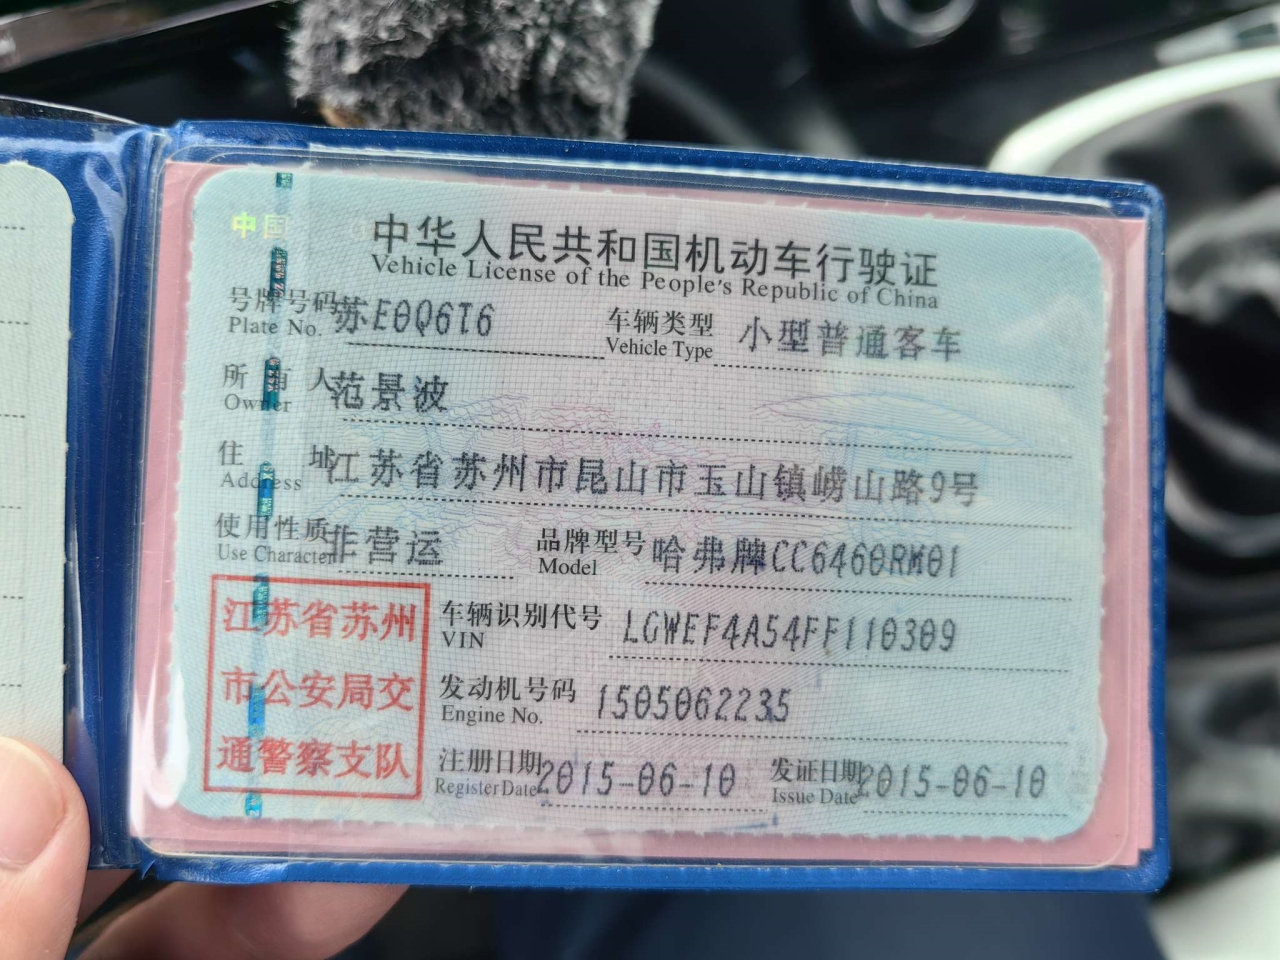 中国
中华人民共和国机动车行驶证
Vehicle License of the People's Republic of China
号牌号码 苏E0Q6T6 车辆类型 小型普通客车
Plate No. Vehicle Type
所有人 范景波
Owner
住址 江苏省苏州市昆山市玉山镇崂山路9号
Address
使用性质 非营运 品牌型号 哈弗牌CC6460RM01
Use Character Model
江苏省苏州
市公安局交
通警察支队
车辆识别代号 LGWEF4A54FF110309
VIN
发动机号码 1505062235
Engine No.
注册日期 2015-06-10 发证日期 2015-06-10
Register Date Issue Date